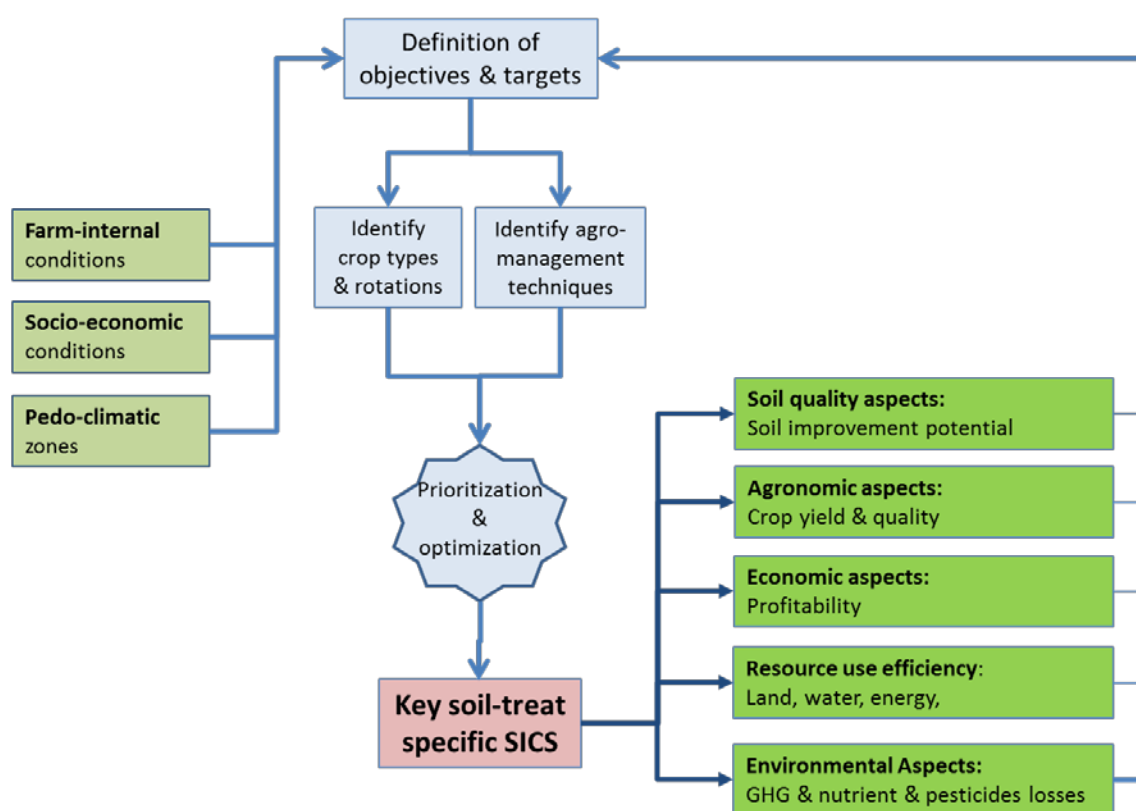 Definition of
objectives & targets
Farm-internal
conditions
Socio-economic
conditions
Pedo-climatic
zones
Identify
crop types
& rotations
Identify agro-
management
techniques
Prioritization
&
optimization
Key soil-treat
specific SICS
Soil quality aspects:
Soil improvement potential
Agronomic aspects:
Crop yield & quality
Economic aspects:
Profitability
Resource use efficiency:
Land, water, energy,
Environmental Aspects:
GHG & nutrient & pesticides losses